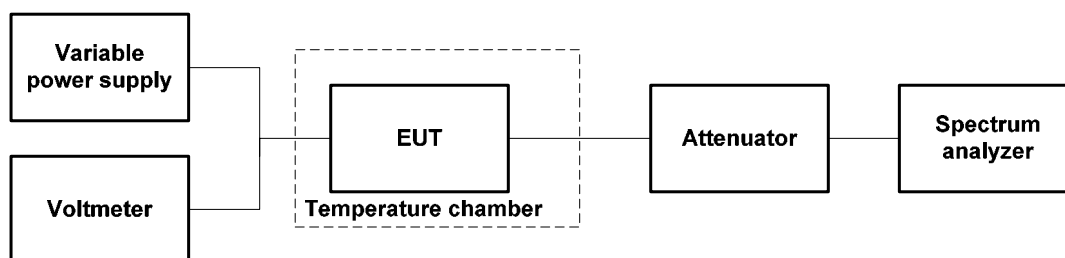 Variable
power supply
Voltmeter
EUT
Temperature chamber
Attenuator
Spectrum
analyzer